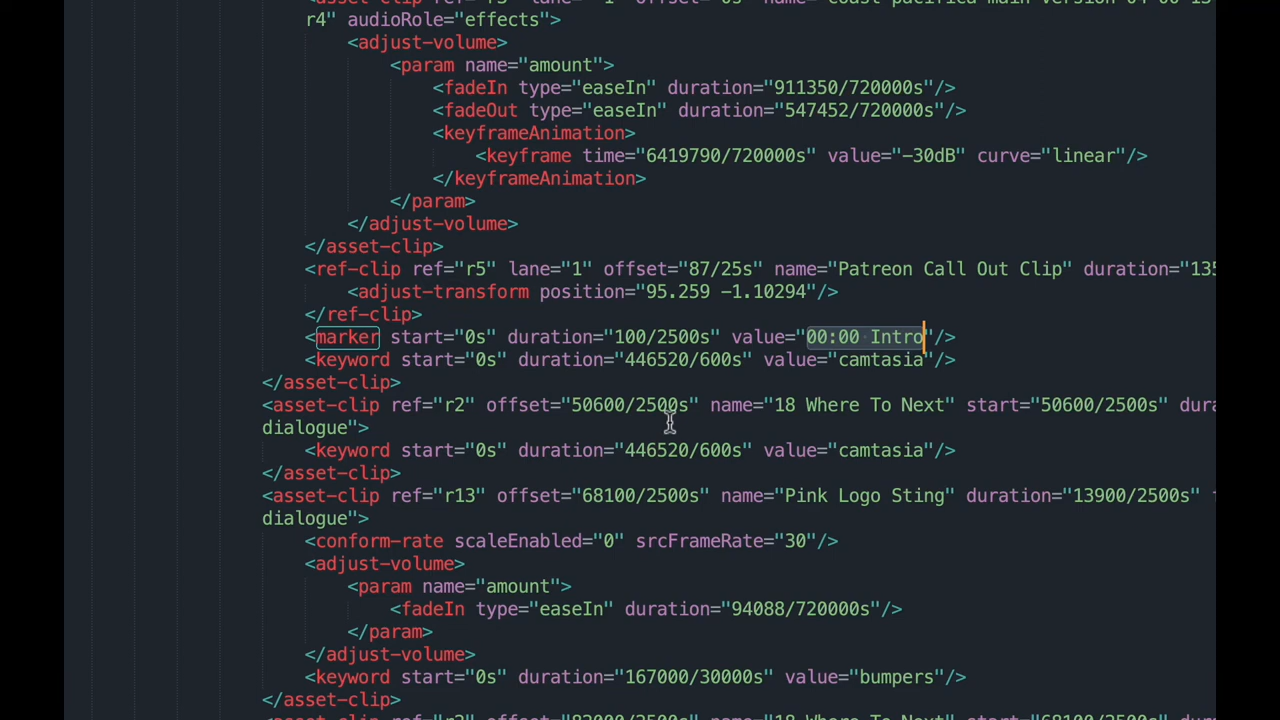 r4" audioRole="effects">
<adjust-volume>
<param name="amount">
<fadeIn type="easeIn" duration="911350/720000s"/>
<fadeOut type="easeIn" duration="547452/720000s"/>
<keyframeAnimation>
<keyframe time="6419790/720000s" value="-30dB" curve="linear"/>
</keyframeAnimation>
</param>
</adjust-volume>
</asset-clip>
<ref-clip ref="r5" lane="1" offset="87/25s" name="Patreon Call Out Clip" duration="135
<adjust-transform position="95.259 -1.10294"/>
</ref-clip>
<marker start="0s" duration="100/2500s" value="00:00 Intro"/>
<keyword start="0s" duration="446520/600s" value="camtasia"/>
</asset-clip>
<asset-clip ref="r2" offset="50600/2500s" name="18 Where To Next" start="50600/2500s" dura
dialogue">
<keyword start="0s" duration="446520/600s" value="camtasia"/>
</asset-clip>
<asset-clip ref="r13" offset="68100/2500s" name="Pink Logo Sting" duration="13900/2500s"
dialogue">
<conform-rate scaleEnabled="0" srcFrameRate="30"/>
<adjust-volume>
<param name="amount">
<fadeIn type="easeIn" duration="94088/720000s"/>
</param>
</adjust-volume>
<keyword start="0s" duration="167000/30000s" value="bumpers"/>
</asset-clip>